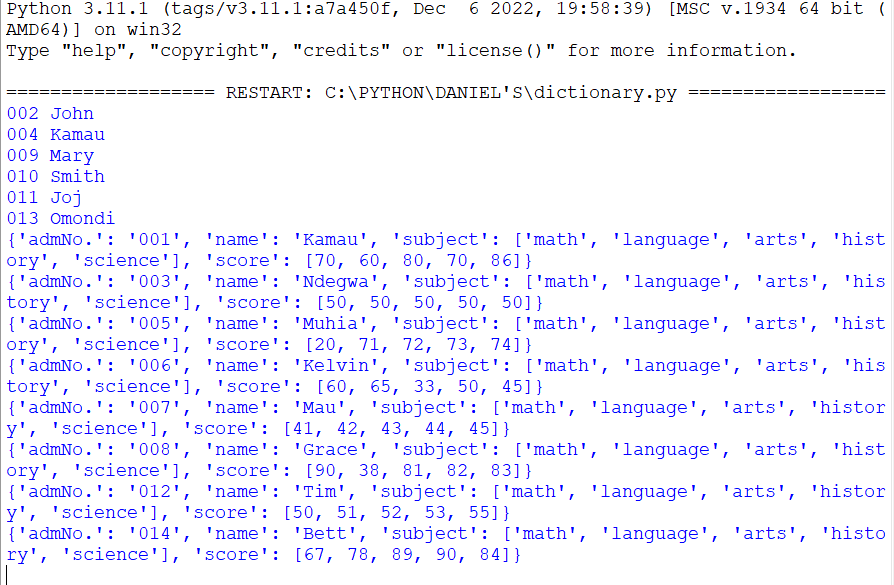 Python 3.11.1 (tags/v3.11.1:a7a450f, Dec  6 2022, 19:58:39) [MSC v.1934 64 bit (
AMD64)] on win32
Type "help", "copyright", "credits" or "license()" for more information.
=================== RESTART: C:\PYTHON\DANIEL'S\dictionary.py ==================
002 John
004 Kamau
009 Mary
010 Smith
011 Joj
013 Omondi
{'admNo.': '001', 'name': 'Kamau', 'subject': ['math', 'language', 'arts', 'hist
ory', 'science'], 'score': [70, 60, 80, 70, 86]}
{'admNo.': '003', 'name': 'Ndegwa', 'subject': ['math', 'language', 'arts', 'his
tory', 'science'], 'score': [50, 50, 50, 50, 50]}
{'admNo.': '005', 'name': 'Muhia', 'subject': ['math', 'language', 'arts', 'hist
ory', 'science'], 'score': [20, 71, 72, 73, 74]}
{'admNo.': '006', 'name': 'Kelvin', 'subject': ['math', 'language', 'arts', 'his
tory', 'science'], 'score': [60, 65, 33, 50, 45]}
{'admNo.': '007', 'name': 'Mau', 'subject': ['math', 'language', 'arts', 'histor
y', 'science'], 'score': [41, 42, 43, 44, 45]}
{'admNo.': '008', 'name': 'Grace', 'subject': ['math', 'language', 'arts', 'hist
ory', 'science'], 'score': [90, 38, 81, 82, 83]}
{'admNo.': '012', 'name': 'Tim', 'subject': ['math', 'language', 'arts', 'histor
y', 'science'], 'score': [50, 51, 52, 53, 55]}
{'admNo.': '014', 'name': 'Bett', 'subject': ['math', 'language', 'arts', 'histo
ry', 'science'], 'score': [67, 78, 89, 90, 84]}